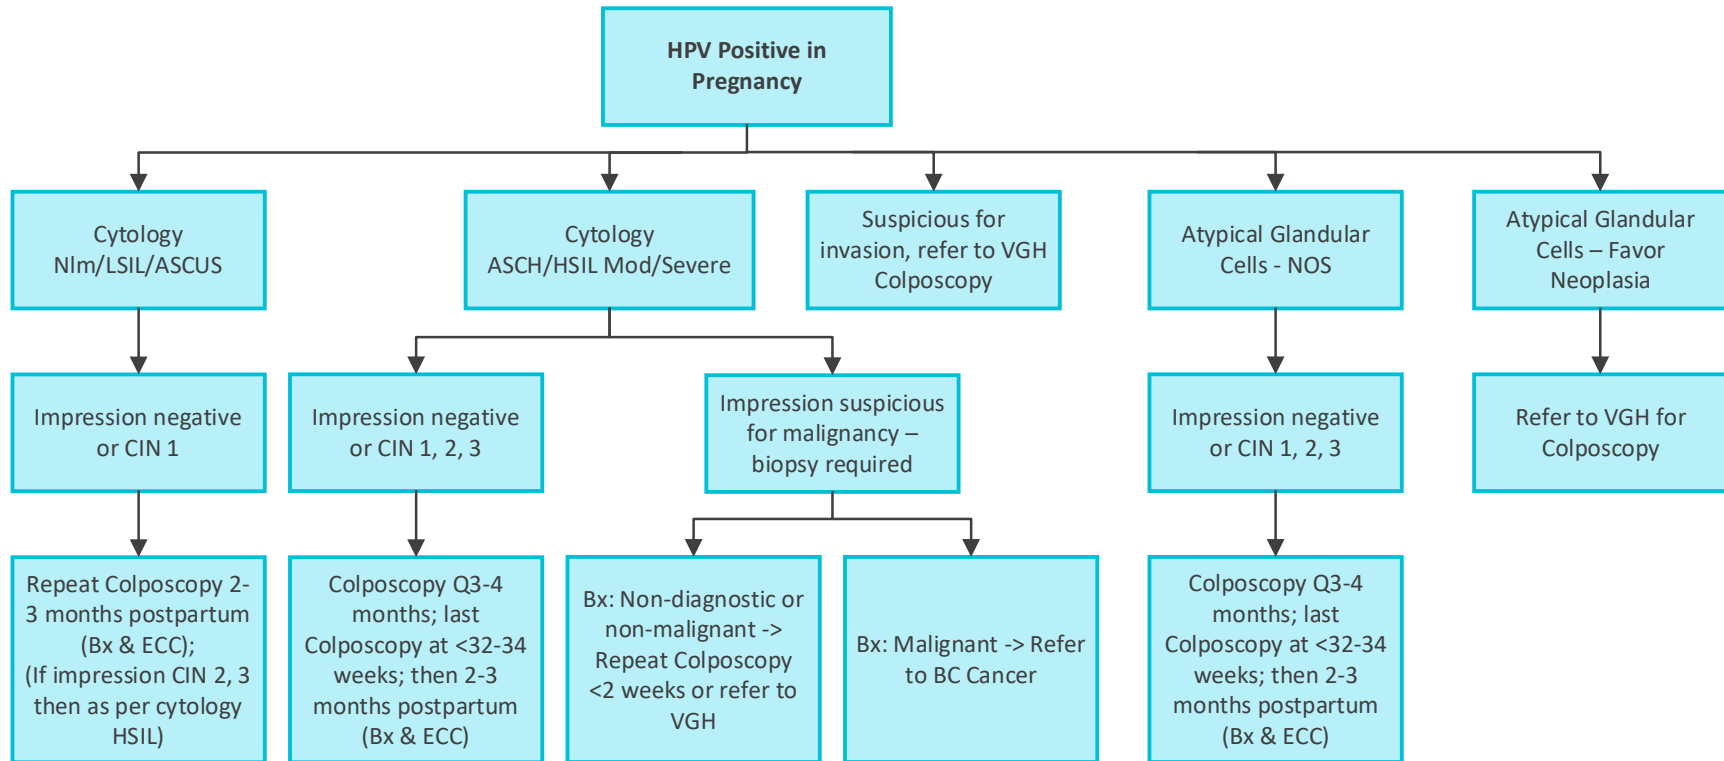 HPV Positive in
Pregnancy
Cytology
Nlm/LSIL/ASCUS
Cytology
ASCH/HSIL Mod/Severe
Suspicious for
invasion, refer to VGH
Colposcopy
Atypical Glandular
Cells - NOS
Atypical Glandular
Cells – Favor
Neoplasia
Impression negative
or CIN 1
Impression negative
or CIN 1, 2, 3
Impression suspicious
for malignancy –
biopsy required
Impression negative
or CIN 1, 2, 3
Refer to VGH for
Colposcopy
Repeat Colposcopy 2-
3 months postpartum
(Bx & ECC);
(If impression CIN 2, 3
then as per cytology
HSIL)
Colposcopy Q3-4
months; last
Colposcopy at <32-34
weeks; then 2-3
months postpartum
(Bx & ECC)
Bx: Non-diagnostic or
non-malignant ->
Repeat Colposcopy
<2 weeks or refer to
VGH
Bx: Malignant -> Refer
to BC Cancer
Colposcopy Q3-4
months; last
Colposcopy at <32-34
weeks; then 2-3
months postpartum
(Bx & ECC)